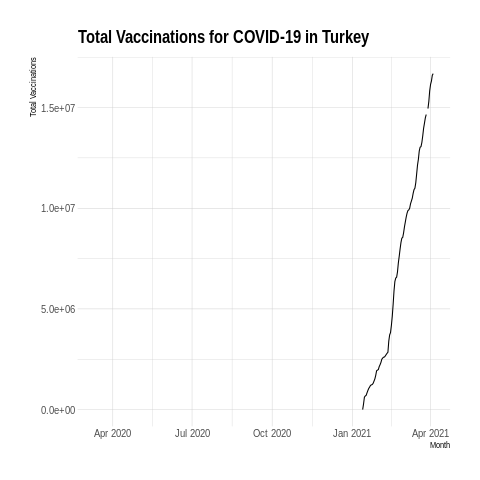 Total Vaccinations for COVID-19 in Turkey
Total Vaccinations
1.5e+07
1.0e+07
5.0e+06
0.0e+00
Apr 2020 Jul 2020 Oct 2020 Jan 2021 Apr 2021
Month